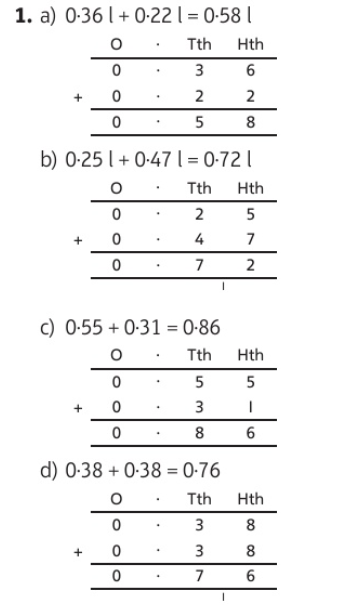 1. a) 0·36 l + 0·22 l = 0·58 l
O · Tth Hth
0 · 3 6
+ 0 · 2 2
0 · 5 8
b) 0·25 l + 0·47 l = 0·72 l
O · Tth Hth
0 · 2 5
+ 0 · 4 7
0 · 7 2
1
c) 0·55 + 0·31 = 0·86
O · Tth Hth
0 · 5 5
+ 0 · 3 1
0 · 8 6
d) 0·38 + 0·38 = 0·76
O · Tth Hth
0 · 3 8
+ 0 · 3 8
0 · 7 6
1